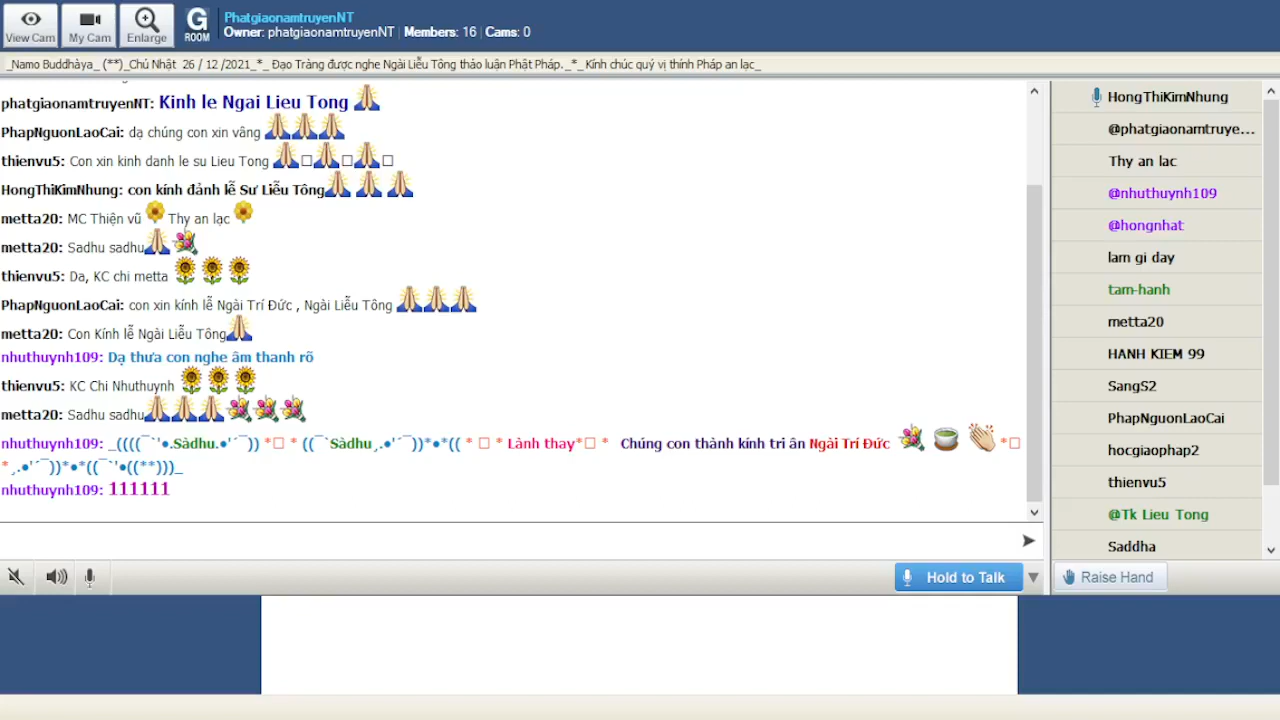 View Cam
My Cam
Enlarge
G
ROOM
PhatgiaonamtruyenNT
Owner: phatgiaonamtruyenNT | Members: 16 | Cams: 0
_Namo Buddhàya_ (**)_Chủ Nhật 26 / 12 /2021_*_ Đạo Tràng được nghe Ngài Liễu Tông thảo luận Phật Pháp._*_Kính chúc quý vị thính Pháp an lạc_
phatgiaonamtruyenNT: Kinh le Ngai Lieu Tong 🙏
PhapNguonLaoCai: dạ chúng con xin vâng 🙏🙏🙏
thienvu5: Con xin kinh danh le su Lieu Tong 🙏□🙏□🙏□
HongThiKimNhung: con kính đảnh lễ Sư Liễu Tông🙏 🙏 🙏
metta20: MC Thiện vũ 🌼 Thy an lạc 🌼
metta20: Sadhu sadhu🙏💐
thienvu5: Da, KC chi metta 🌻 🌻 🌻
PhapNguonLaoCai: con xin kính lễ Ngài Trí Đức , Ngài Liễu Tông 🙏🙏🙏
metta20: Con Kính lễ Ngài Liễu Tông🙏
nhuthuynh109: Dạ thưa con nghe âm thanh rõ
thienvu5: KC Chi Nhuthuynh 🌻 🌻 🌻
metta20: Sadhu sadhu🙏🙏🙏💐💐💐
nhuthuynh109: _((((¯`'•.Sàdhu.•'´¯)) *□ * ((¯`Sàdhu¸.•'´¯))*•*(( * □ * Lành thay*□ * Chúng con thành kính tri ân Ngài Trí Đức 💐 🍵 👏 *□
*¸.•'´¯))*•*((¯`'•((**)))_
nhuthuynh109: 111111
Hold to Talk
HongThiKimNhung
@phatgiaonamtruye...
Thy an lac
@nhuthuynh109
@hongnhat
lam gi day
tam-hanh
metta20
HANH KIEM 99
SangS2
PhapNguonLaoCai
hocgiaophap2
thienvu5
@Tk Lieu Tong
Saddha
Raise Hand